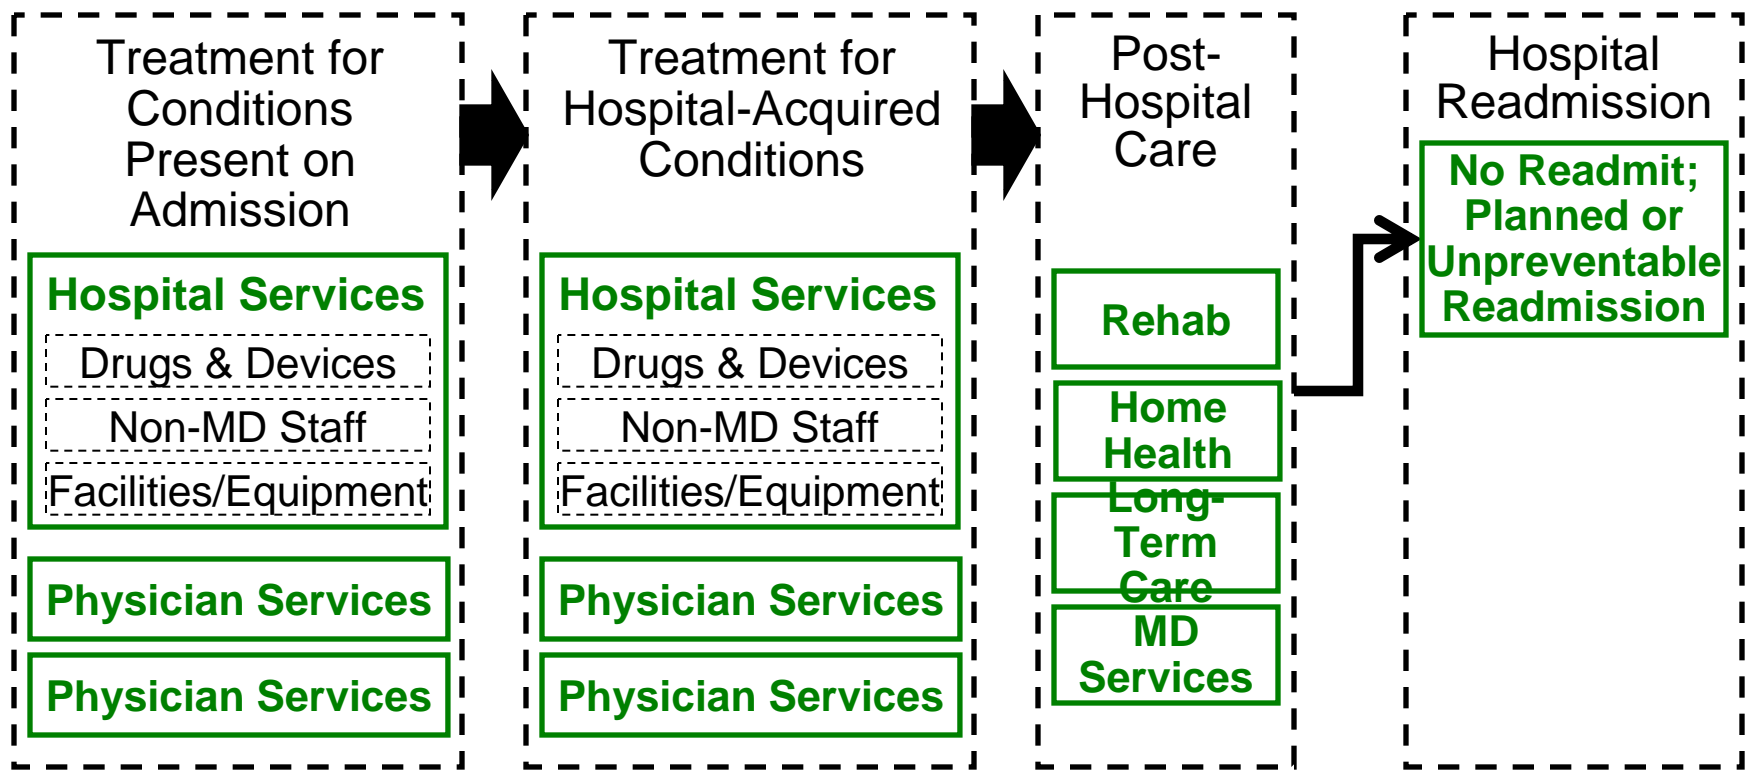 Treatment for
Conditions
Present on
Admission
Hospital Services
Drugs & Devices
Non-MD Staff
Facilities/Equipment
Physician Services
Physician Services
Treatment for
Hospital-Acquired
Conditions
Hospital Services
Drugs & Devices
Non-MD Staff
Facilities/Equipment
Physician Services
Physician Services
Post-
Hospital
Care
Rehab
Home
Health
Long-
Term
Care
MD
Services
Hospital
Readmission
No Readmit;
Planned or
Unpreventable
Readmission